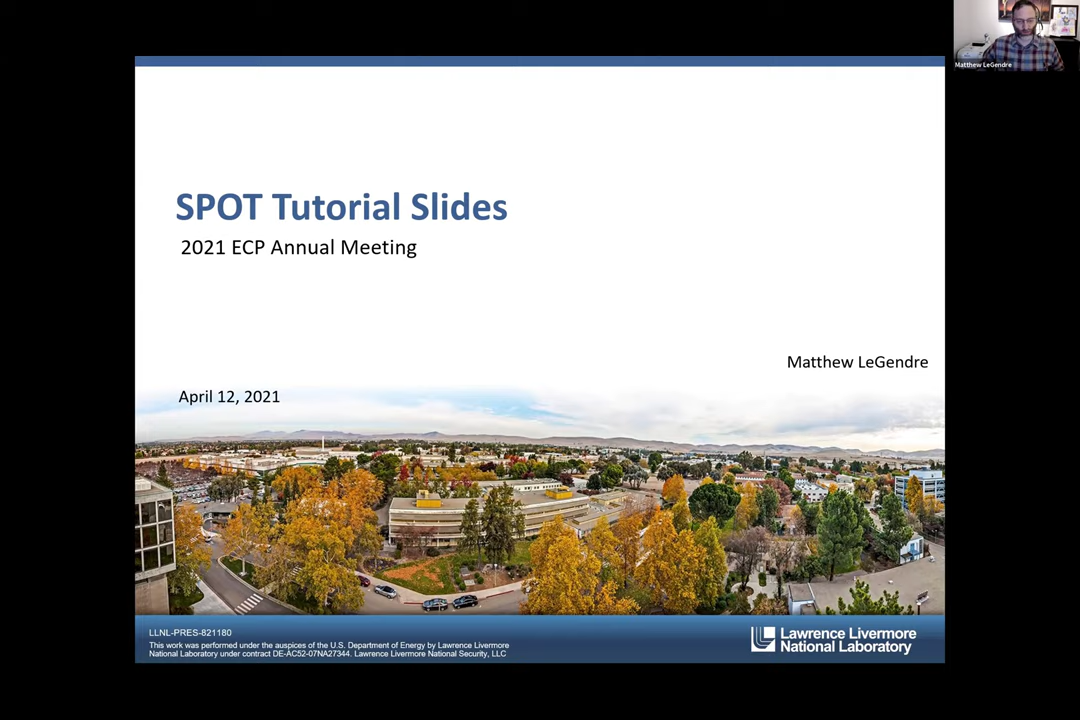 Matthew LeGendre
SPOT Tutorial Slides
2021 ECP Annual Meeting
Matthew LeGendre
April 12, 2021
LLNL-PRES-821180
This work was performed under the auspices of the U.S. Department of Energy by Lawrence Livermore
National Laboratory under contract DE-AC52-07NA27344. Lawrence Livermore National Security, LLC
Lawrence Livermore
National Laboratory